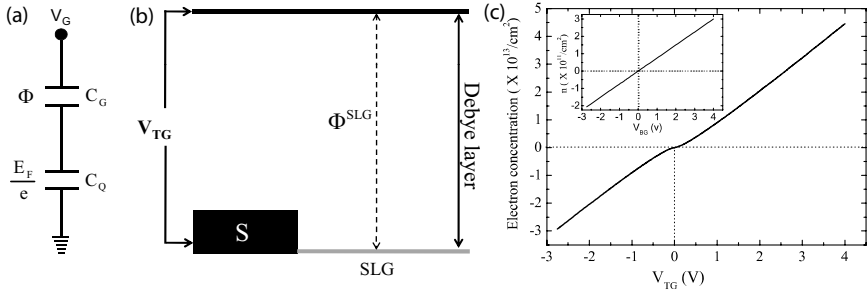 (a)
V_G
Φ
C_G
E_F
e
C_Q
(b)
V_TG
Φ^SLG
Debye layer
S
SLG
(c)
Electron concentration ( X 10^13/cm^2)
5
4
3
2
1
0
-1
-2
-3
-3 -2 -1 0 1 2 3 4
V_TG (V)
n ( X 10^11/cm^2)
3
2
1
0
-1
-2
-3 -2 -1 0 1 2 3 4
V_BG (v)